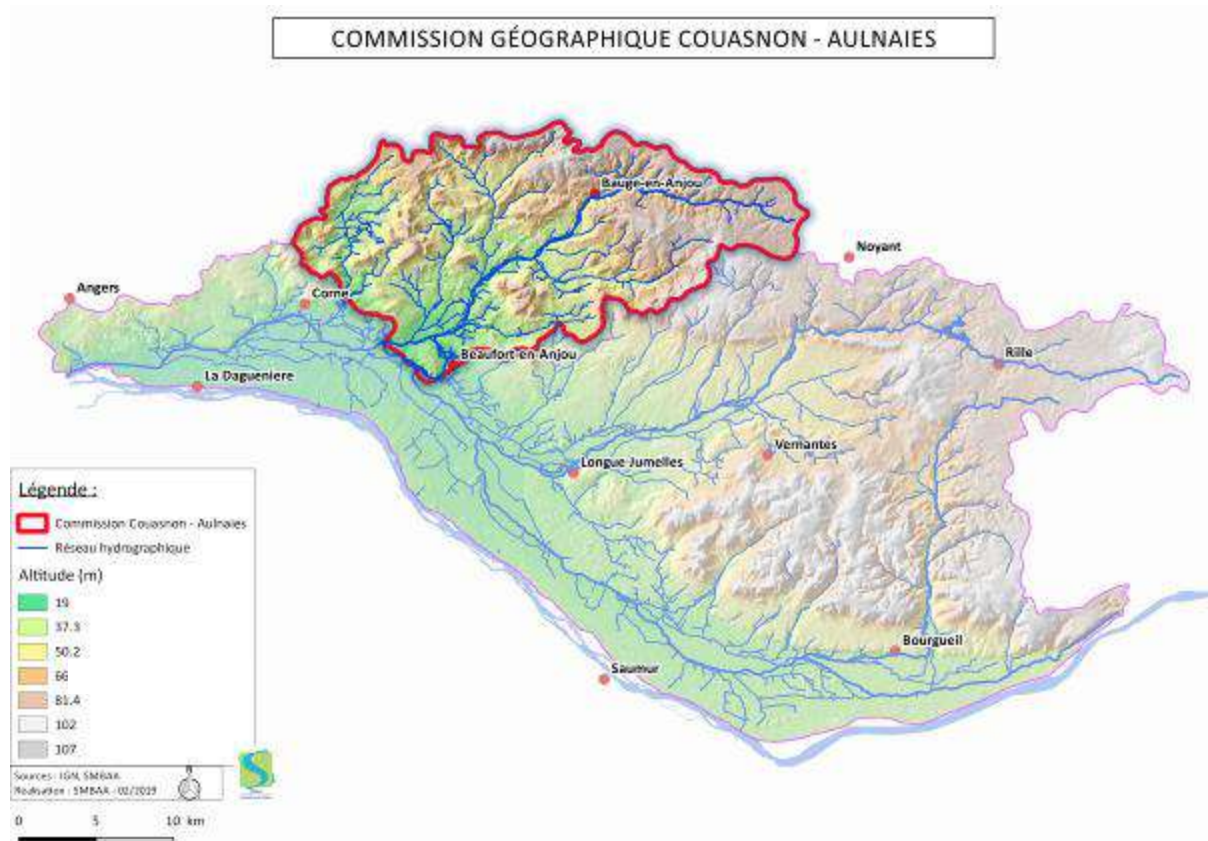 COMMISSION GÉOGRAPHIQUE COUASNON - AULNAIES
Baugé-en-Anjou
Noyant
Angers
Corné
Beaufort-en-Anjou
Rillé
La Dagueniere
Vernantes
Longué Jumelles
Bourgueil
Saumur
Légende :
Commission Couasnon - Aulnaies
Réseau hydrographique
Altitude (m)
19
37.3
50.2
66
81.4
102
107
Sources : IGN, SMBAA
Réalisation : SMBAA - 02/2019
0 5 10 km